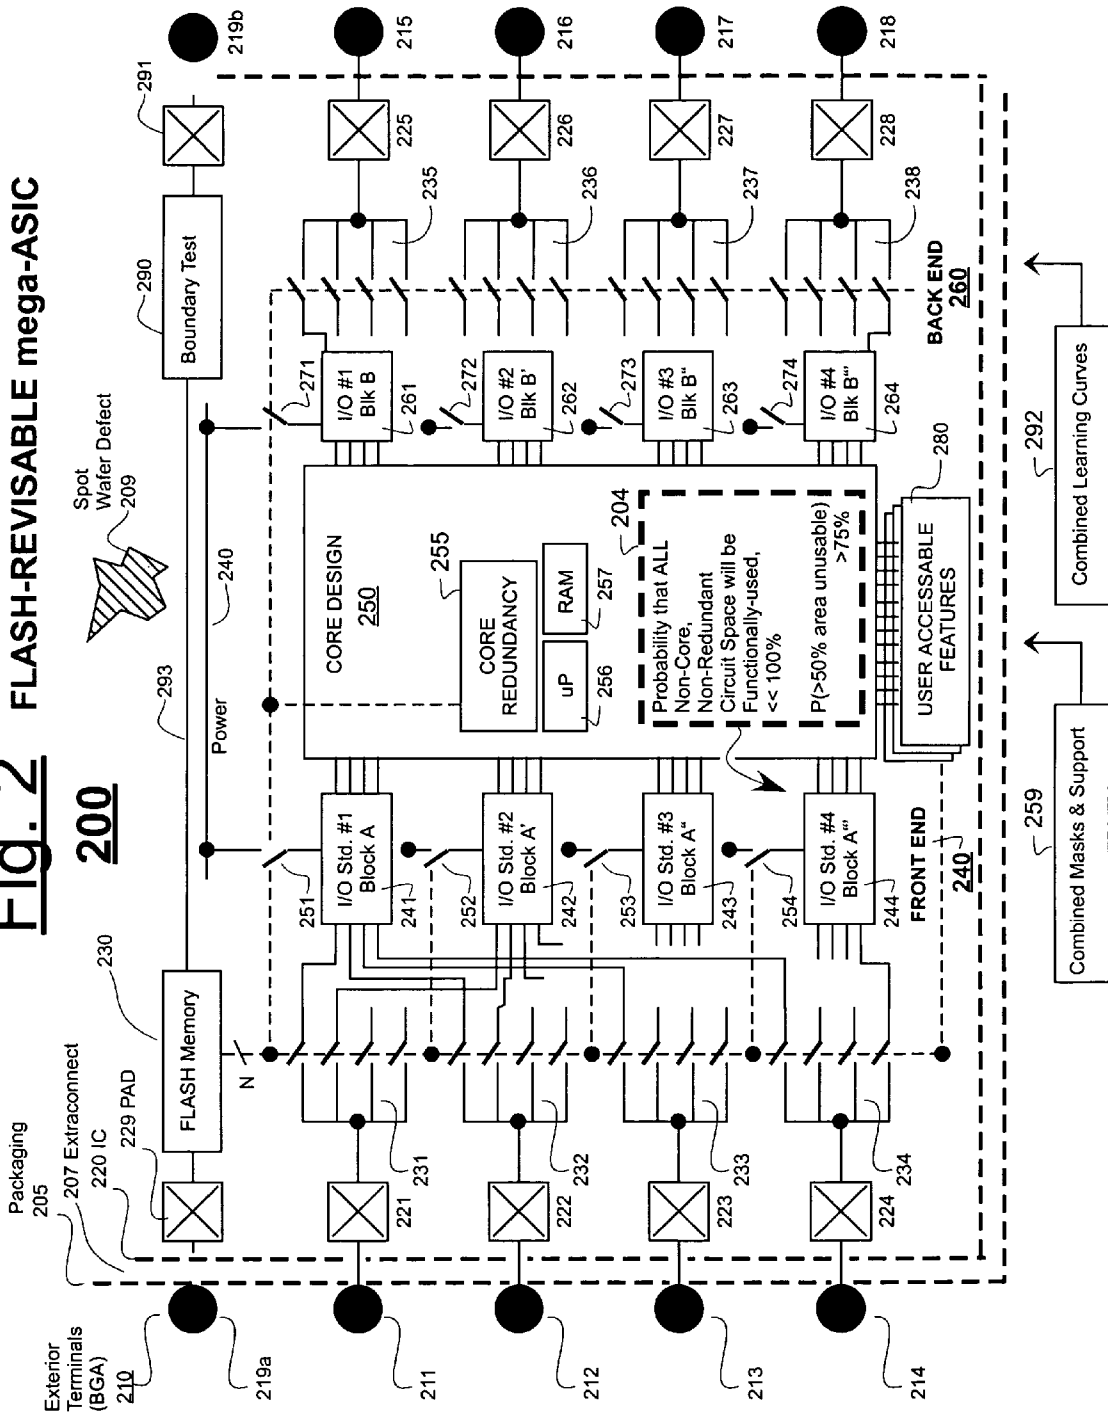 Fig. 2
FLASH-REVISABLE mega-ASIC
200
Exterior
Terminals
(BGA)
210
219a
Packaging
205
207 Extraconnect
220 IC
229 PAD
230
FLASH Memory
N
293
Power
240
Spot
Wafer Defect
209
290
Boundary Test
291
219b
211
221
231
251
I/O Std. #1
Block A
241
CORE DESIGN
250
271
I/O #1
Blk B
261
235
225
215
212
222
232
252
I/O Std. #2
Block A'
242
255
CORE
REDUNDANCY
uP
256
RAM
257
272
I/O #2
Blk B'
262
236
226
216
213
223
233
253
I/O Std. #3
Block A"
243
204
Probability that ALL
Non-Core,
Non-Redundant
Circuit Space will be
Functionally-used,
<< 100%
P(>50% area unusable)
>75%
273
I/O #3
Blk B"
263
237
227
217
214
224
234
254
I/O Std. #4
Block A"'
244
274
I/O #4
Blk B"'
264
238
228
218
FRONT END
240
USER ACCESSABLE
FEATURES
280
BACK END
260
259
Combined Masks & Support
292
Combined Learning Curves